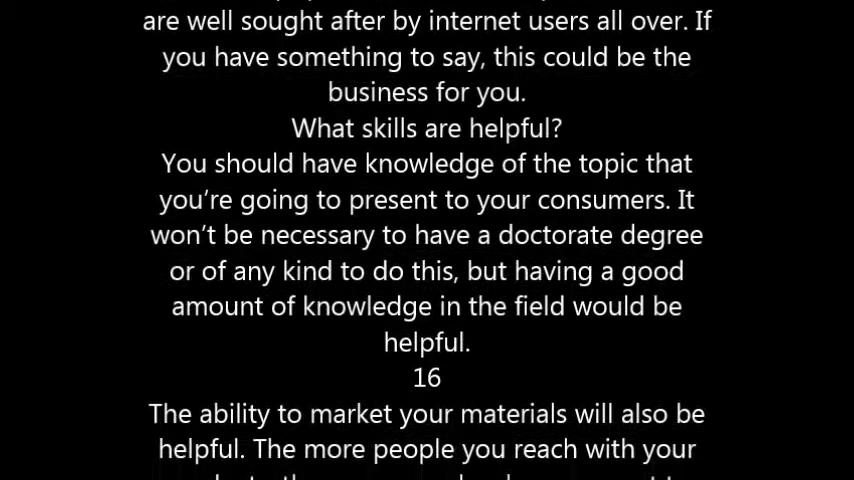 are well sought after by internet users all over. If
you have something to say, this could be the
business for you.
What skills are helpful?
You should have knowledge of the topic that
you’re going to present to your consumers. It
won’t be necessary to have a doctorate degree
or of any kind to do this, but having a good
amount of knowledge in the field would be
helpful.
16
The ability to market your materials will also be
helpful. The more people you reach with your